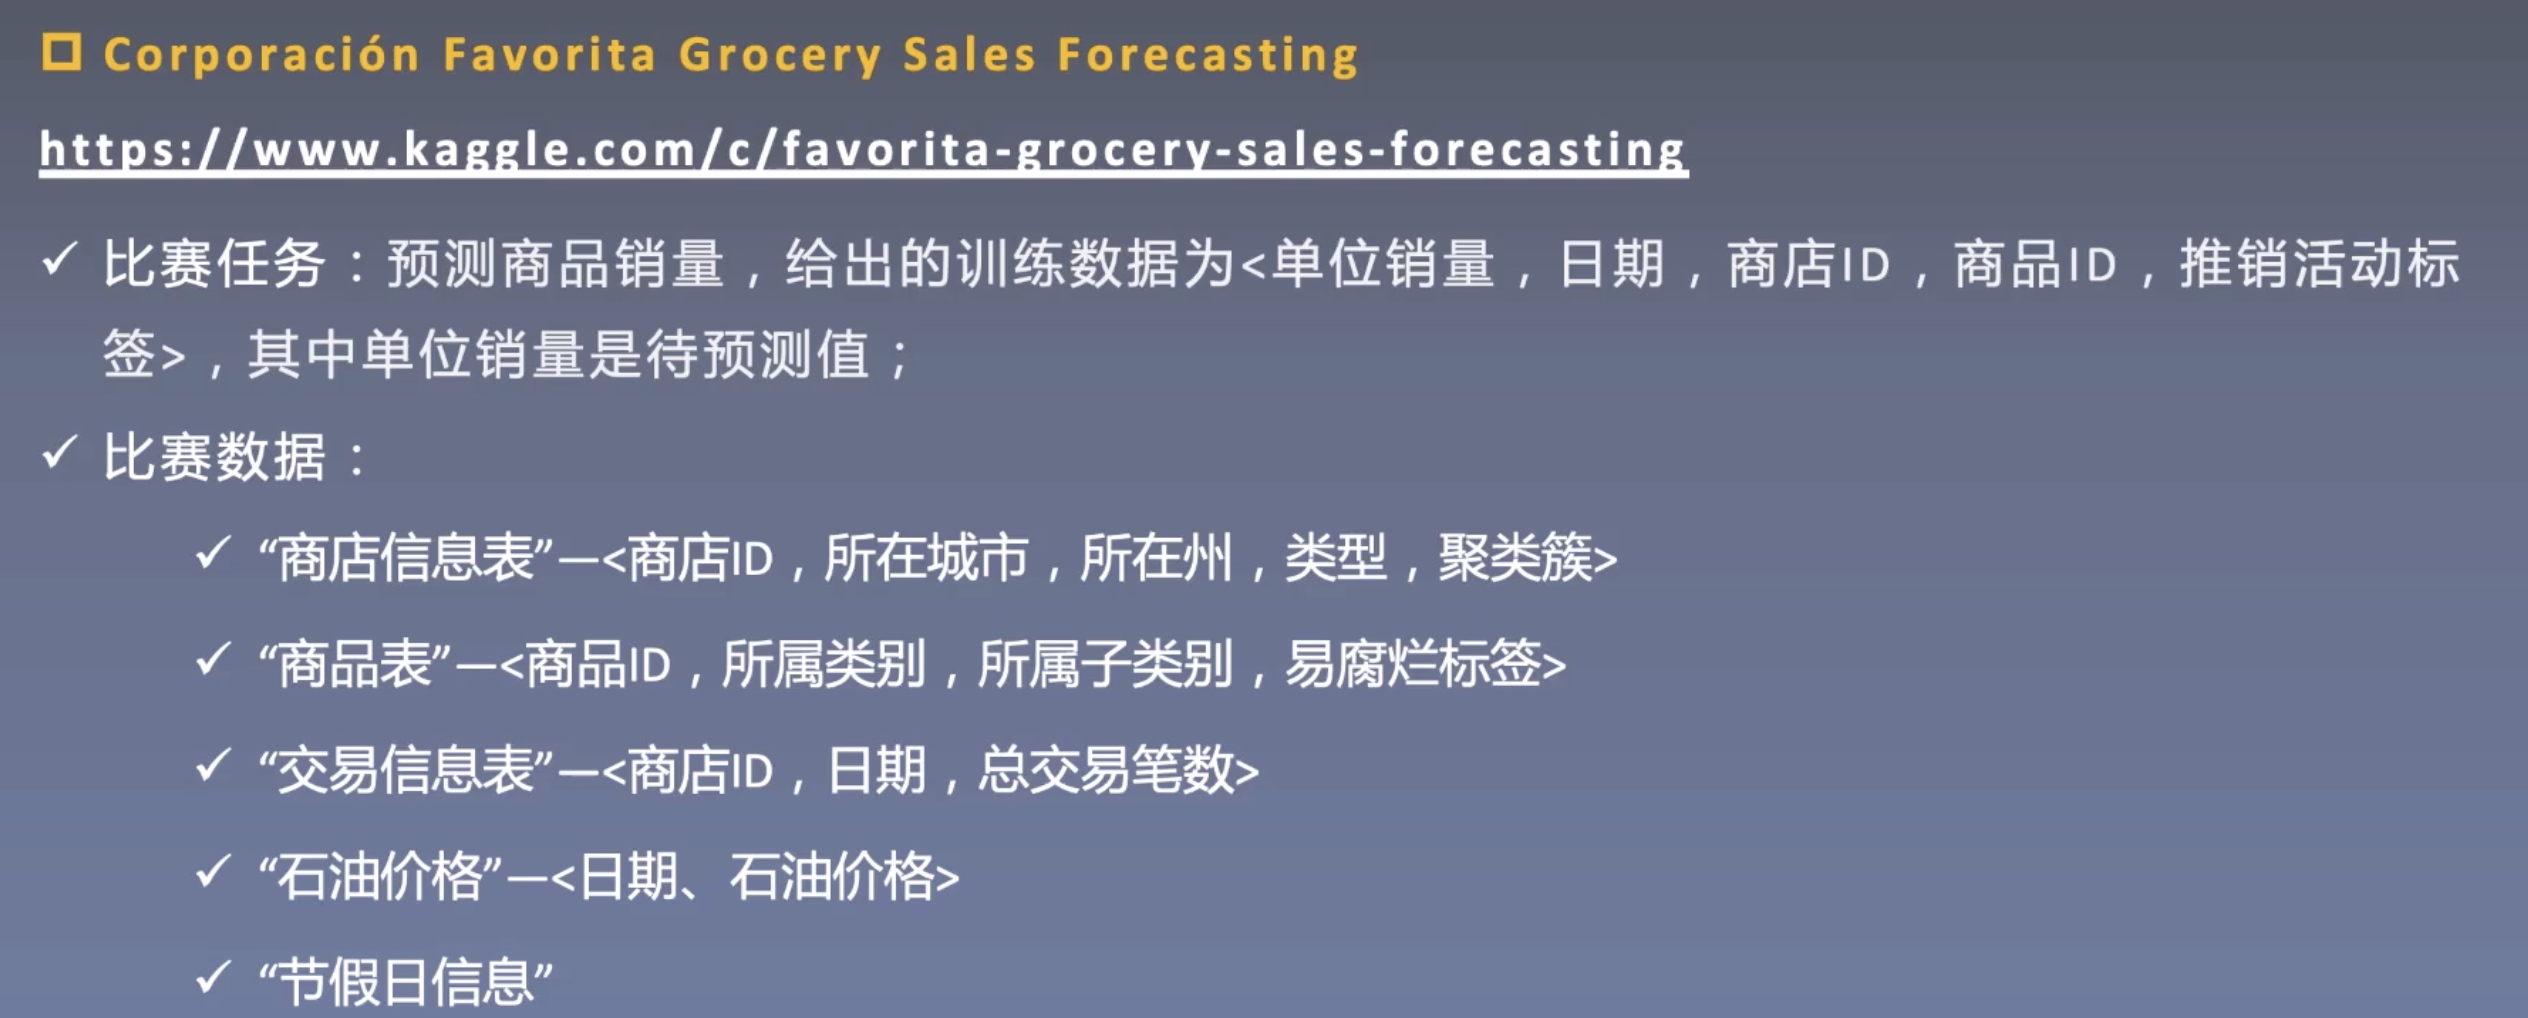 Corporación Favorita Grocery Sales Forecasting
https://www.kaggle.com/c/favorita-grocery-sales-forecasting
✓ 比赛任务：预测商品销量，给出的训练数据为<单位销量，日期，商店ID，商品ID，推销活动标
签>，其中单位销量是待预测值；
✓ 比赛数据：
✓ “商店信息表”—<商店ID，所在城市，所在州，类型，聚类簇>
✓ “商品表”—<商品ID，所属类别，所属子类别，易腐烂标签>
✓ “交易信息表”—<商店ID，日期，总交易笔数>
✓ “石油价格”—<日期、石油价格>
✓ “节假日信息”